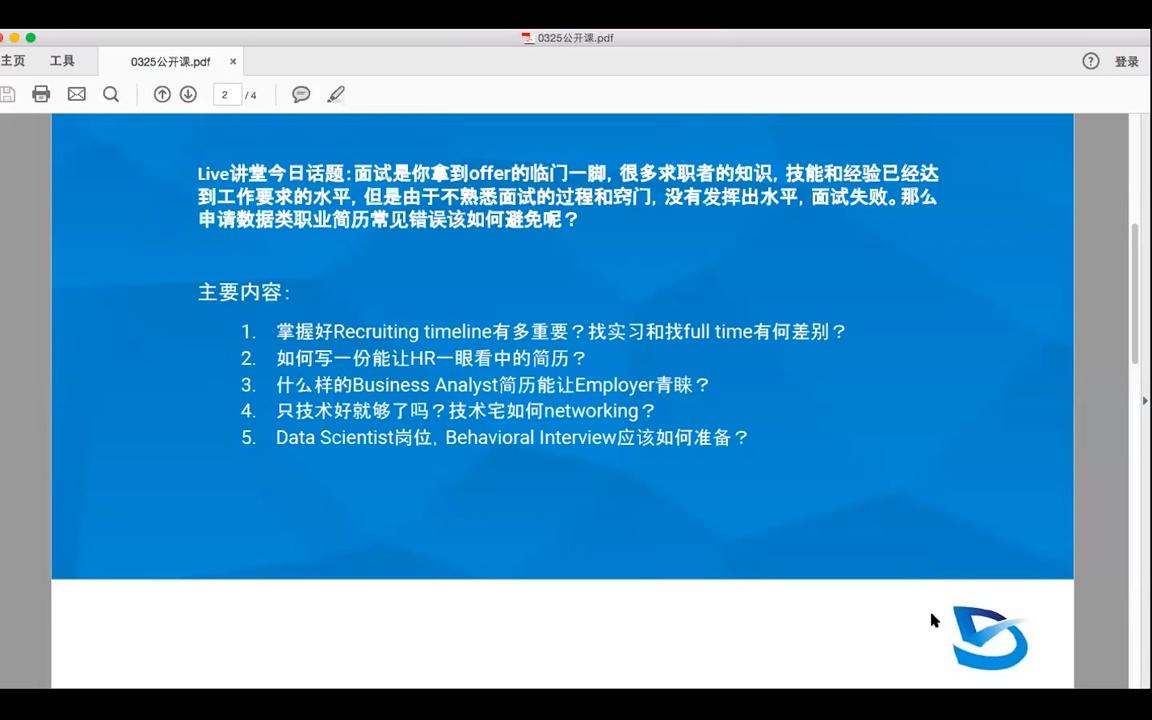 0325公开课.pdf
主页 工具 0325公开课.pdf × ? 登录
2 / 4
Live讲堂今日话题：面试是你拿到offer的临门一脚，很多求职者的知识，技能和经验已经达
到工作要求的水平，但是由于不熟悉面试的过程和窍门，没有发挥出水平，面试失败。那么
申请数据类职业简历常见错误该如何避免呢？
主要内容：
1. 掌握好Recruiting timeline有多重要？找实习和找full time有何差别？
2. 如何写一份能让HR一眼看中的简历？
3. 什么样的Business Analyst简历能让Employer青睐？
4. 只技术好就够了吗？技术宅如何networking？
5. Data Scientist岗位，Behavioral Interview应该如何准备？